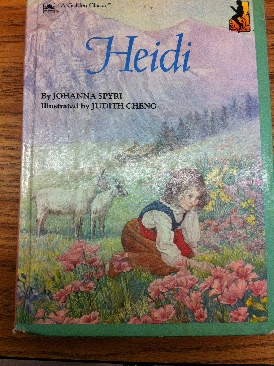 A Golden Classic
Heidi
By JOHANNA SPYRI
Illustrated by JUDITH CHENG